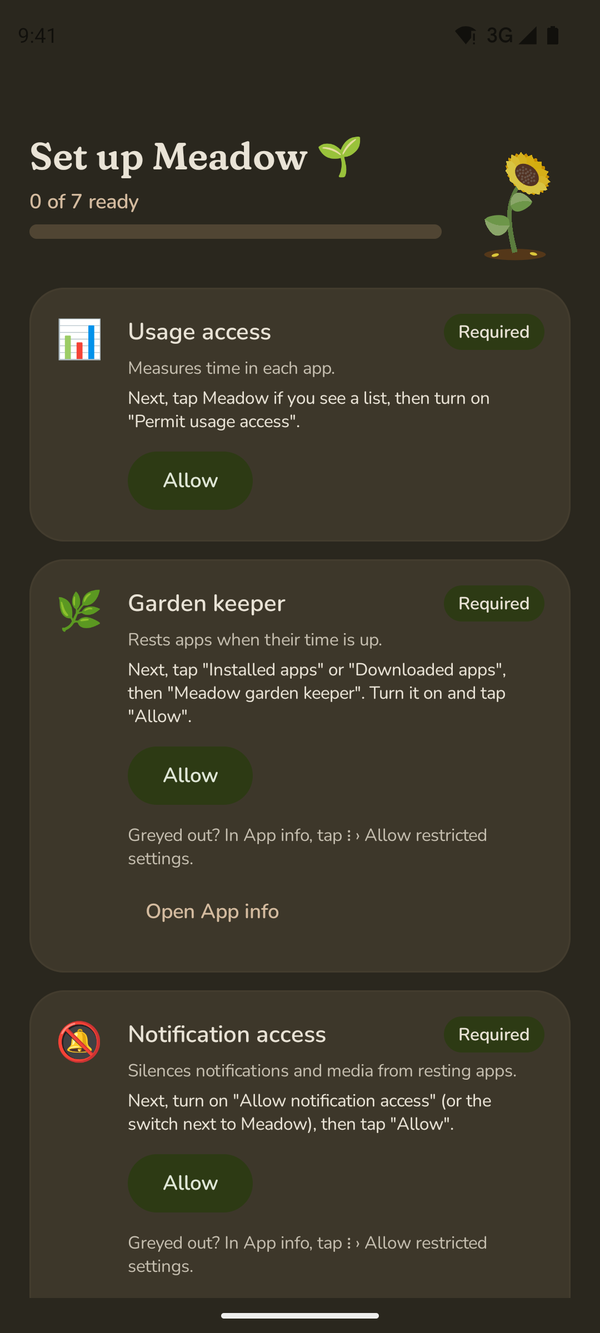 9:41
3G
Set up Meadow 🌱
0 of 7 ready
Usage access
Required
Measures time in each app.
Next, tap Meadow if you see a list, then turn on
"Permit usage access".
Allow
Garden keeper
Required
Rests apps when their time is up.
Next, tap "Installed apps" or "Downloaded apps",
then "Meadow garden keeper". Turn it on and tap
"Allow".
Allow
Greyed out? In App info, tap ⋮ › Allow restricted
settings.
Open App info
Notification access
Required
Silences notifications and media from resting apps.
Next, turn on "Allow notification access" (or the
switch next to Meadow), then tap "Allow".
Allow
Greyed out? In App info, tap ⋮ › Allow restricted
settings.